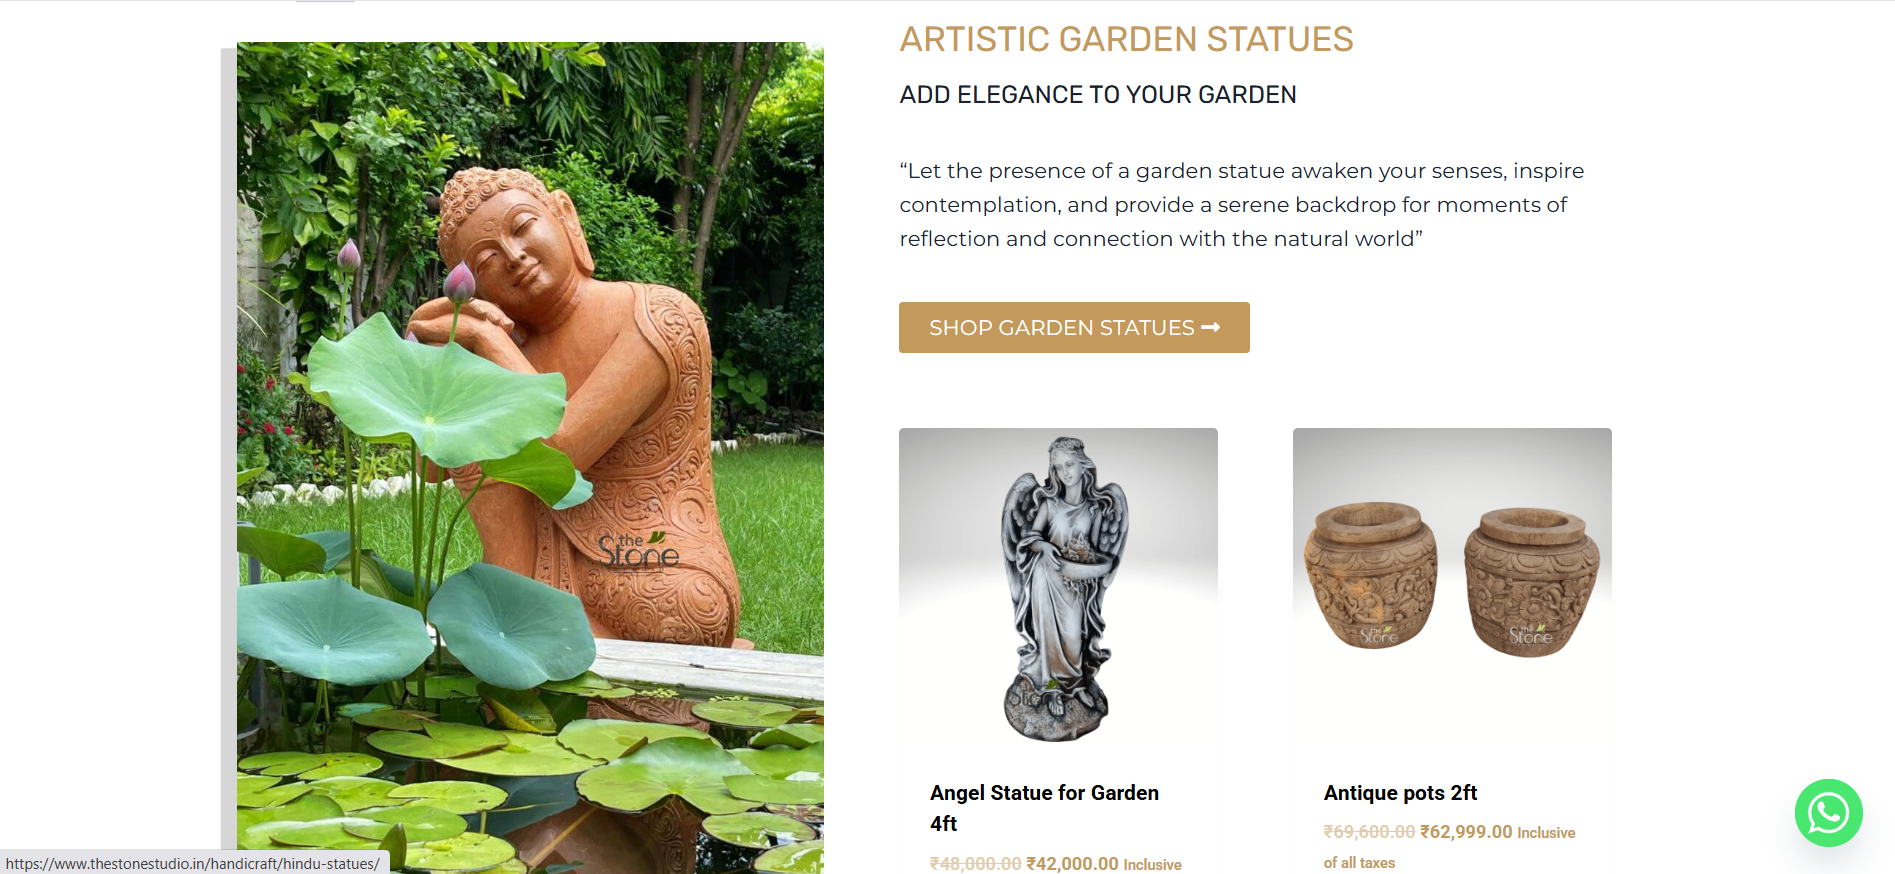 ARTISTIC GARDEN STATUES
ADD ELEGANCE TO YOUR GARDEN
“Let the presence of a garden statue awaken your senses, inspire
contemplation, and provide a serene backdrop for moments of
reflection and connection with the natural world”
SHOP GARDEN STATUES
the
Stone
the
Stone
the
Stone
Angel Statue for Garden
4ft
₹48,000.00 ₹42,000.00 Inclusive
Antique pots 2ft
₹69,600.00 ₹62,999.00 Inclusive
of all taxes
https://www.thestonestudio.in/handicraft/hindu-statues/